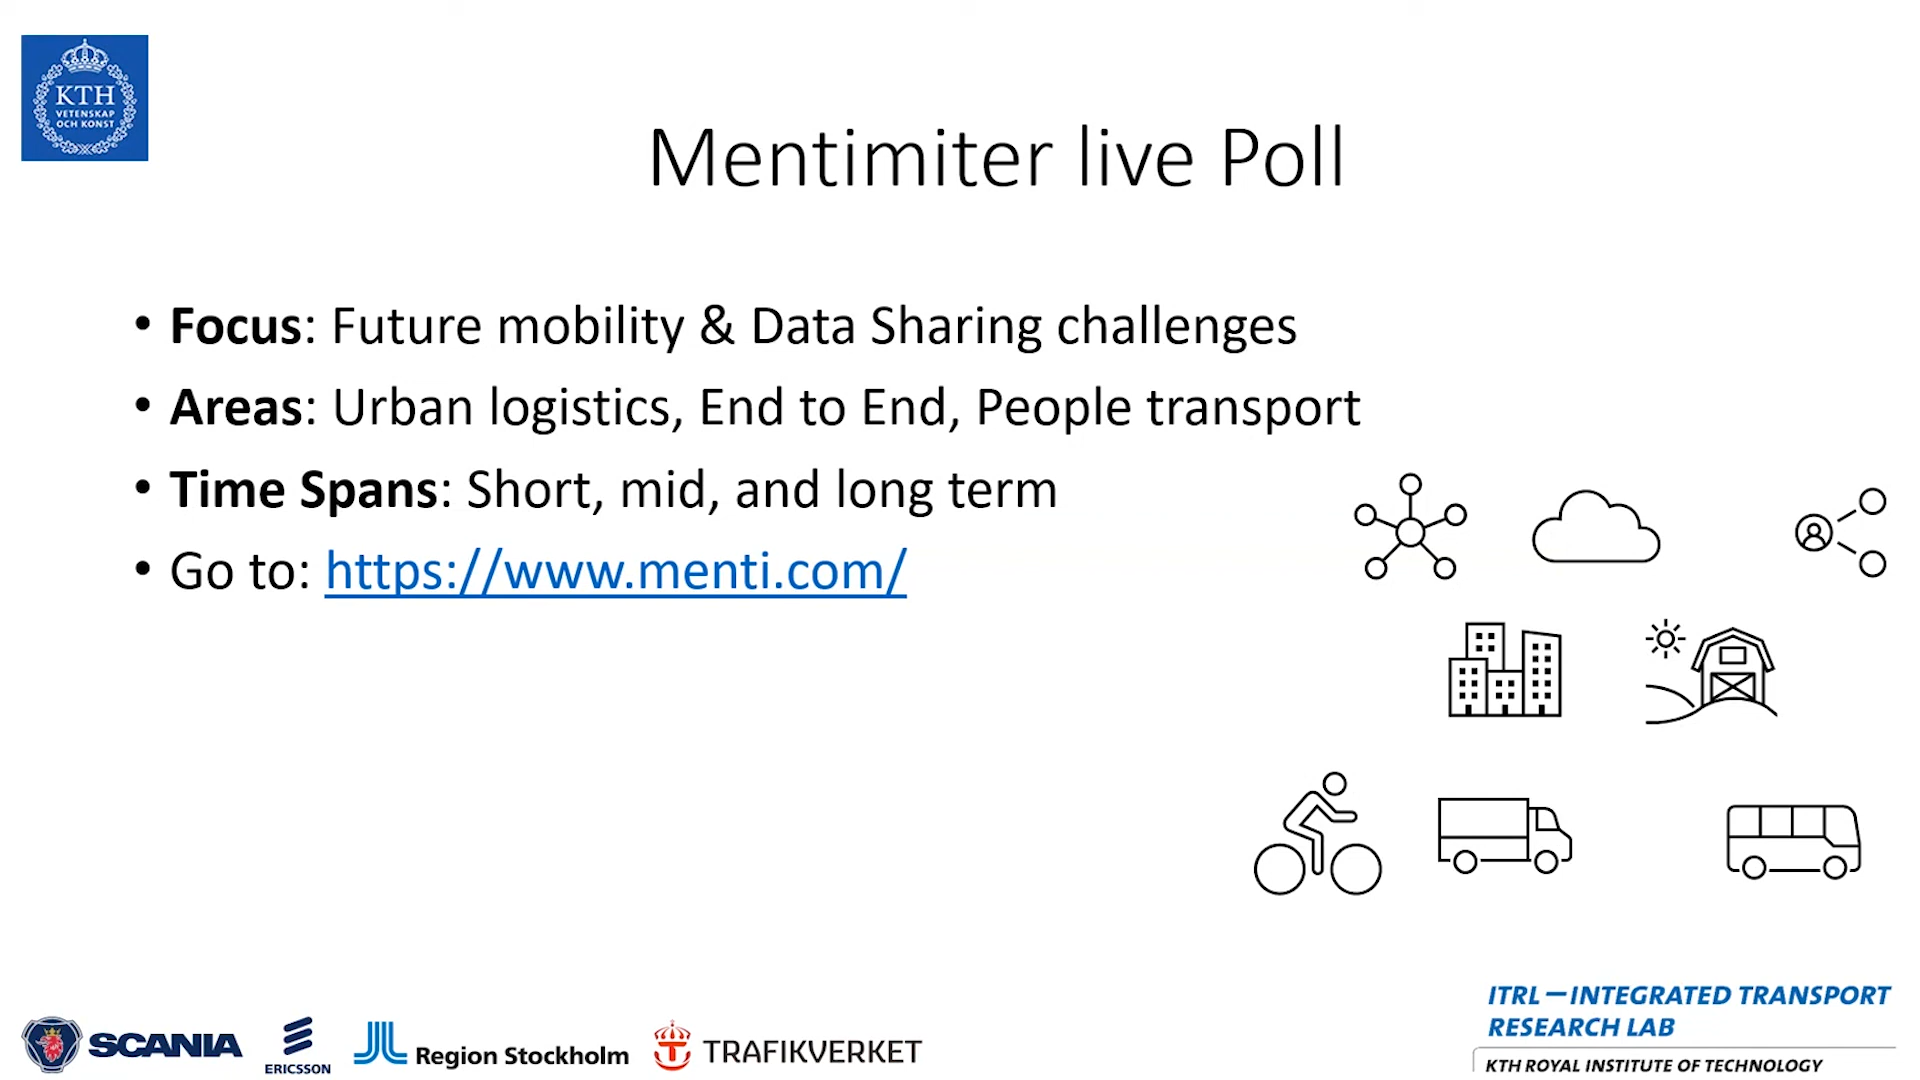 KTH
VETENSKAP
OCH KONST
Mentimiter live Poll
• Focus: Future mobility & Data Sharing challenges
• Areas: Urban logistics, End to End, People transport
• Time Spans: Short, mid, and long term
• Go to: https://www.menti.com/
SCANIA
ERICSSON
Region Stockholm
TRAFIKVERKET
ITRL — INTEGRATED TRANSPORT
RESEARCH LAB
KTH ROYAL INSTITUTE OF TECHNOLOGY